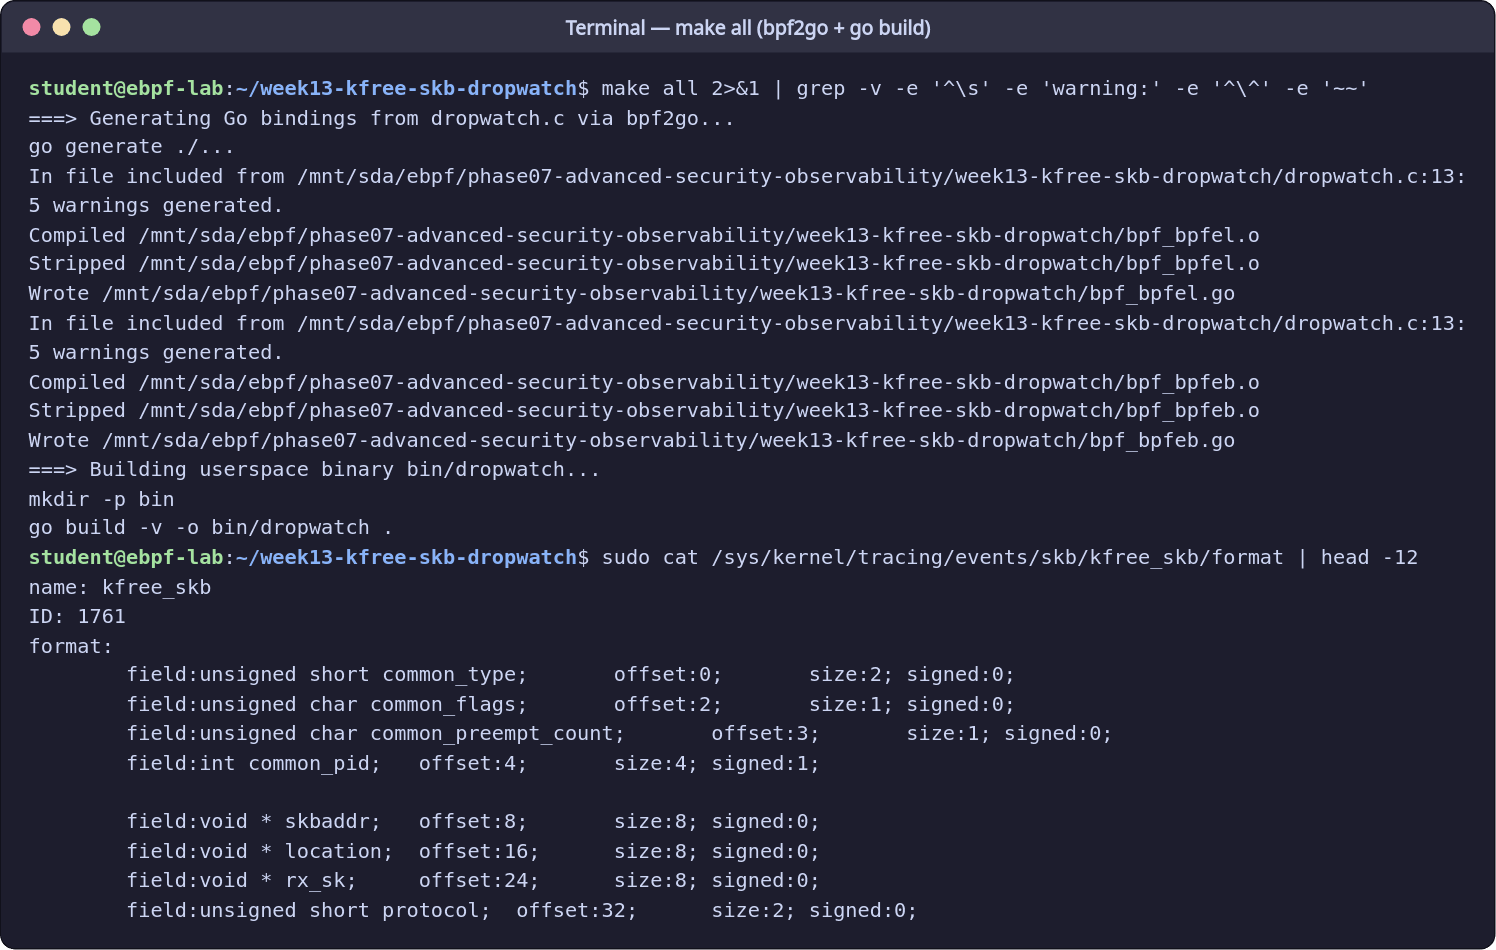 Terminal — make all (bpf2go + go build)
student@ebpf-lab:~/week13-kfree-skb-dropwatch$ make all 2>&1 | grep -v -e '^\s' -e 'warning:' -e '^\^' -e '~~'
===> Generating Go bindings from dropwatch.c via bpf2go...
go generate ./...
In file included from /mnt/sda/ebpf/phase07-advanced-security-observability/week13-kfree-skb-dropwatch/dropwatch.c:13:
5 warnings generated.
Compiled /mnt/sda/ebpf/phase07-advanced-security-observability/week13-kfree-skb-dropwatch/bpf_bpfel.o
Stripped /mnt/sda/ebpf/phase07-advanced-security-observability/week13-kfree-skb-dropwatch/bpf_bpfel.o
Wrote /mnt/sda/ebpf/phase07-advanced-security-observability/week13-kfree-skb-dropwatch/bpf_bpfel.go
In file included from /mnt/sda/ebpf/phase07-advanced-security-observability/week13-kfree-skb-dropwatch/dropwatch.c:13:
5 warnings generated.
Compiled /mnt/sda/ebpf/phase07-advanced-security-observability/week13-kfree-skb-dropwatch/bpf_bpfeb.o
Stripped /mnt/sda/ebpf/phase07-advanced-security-observability/week13-kfree-skb-dropwatch/bpf_bpfeb.o
Wrote /mnt/sda/ebpf/phase07-advanced-security-observability/week13-kfree-skb-dropwatch/bpf_bpfeb.go
===> Building userspace binary bin/dropwatch...
mkdir -p bin
go build -v -o bin/dropwatch .
student@ebpf-lab:~/week13-kfree-skb-dropwatch$ sudo cat /sys/kernel/tracing/events/skb/kfree_skb/format | head -12
name: kfree_skb
ID: 1761
format:
        field:unsigned short common_type;       offset:0;       size:2; signed:0;
        field:unsigned char common_flags;       offset:2;       size:1; signed:0;
        field:unsigned char common_preempt_count;       offset:3;       size:1; signed:0;
        field:int common_pid;   offset:4;       size:4; signed:1;

        field:void * skbaddr;   offset:8;       size:8; signed:0;
        field:void * location;  offset:16;      size:8; signed:0;
        field:void * rx_sk;     offset:24;      size:8; signed:0;
        field:unsigned short protocol;  offset:32;      size:2; signed:0;